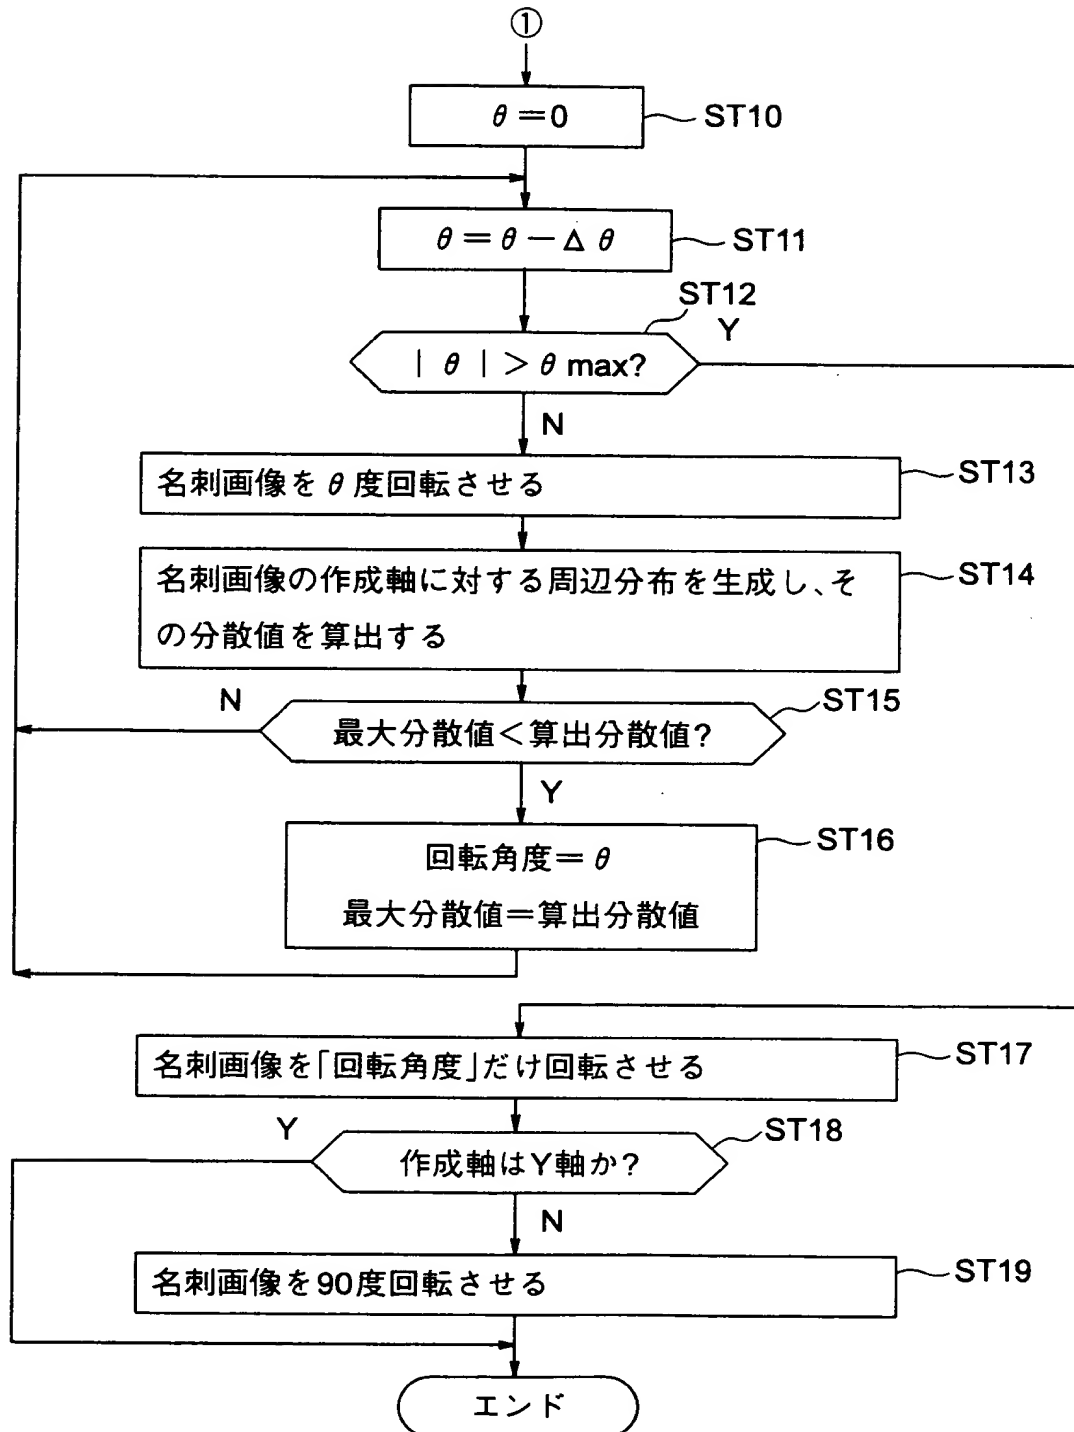 ①
θ=0
ST10
θ=θ-Δθ
ST11
ST12
|θ|>θmax?
Y
N
名刺画像をθ度回転させる
ST13
名刺画像の作成軸に対する周辺分布を生成し、そ
の分散値を算出する
ST14
N
最大分散値<算出分散値?
ST15
Y
回転角度=θ
最大分散値=算出分散値
ST16
名刺画像を「回転角度」だけ回転させる
ST17
Y
作成軸はY軸か?
ST18
N
名刺画像を90度回転させる
ST19
エンド